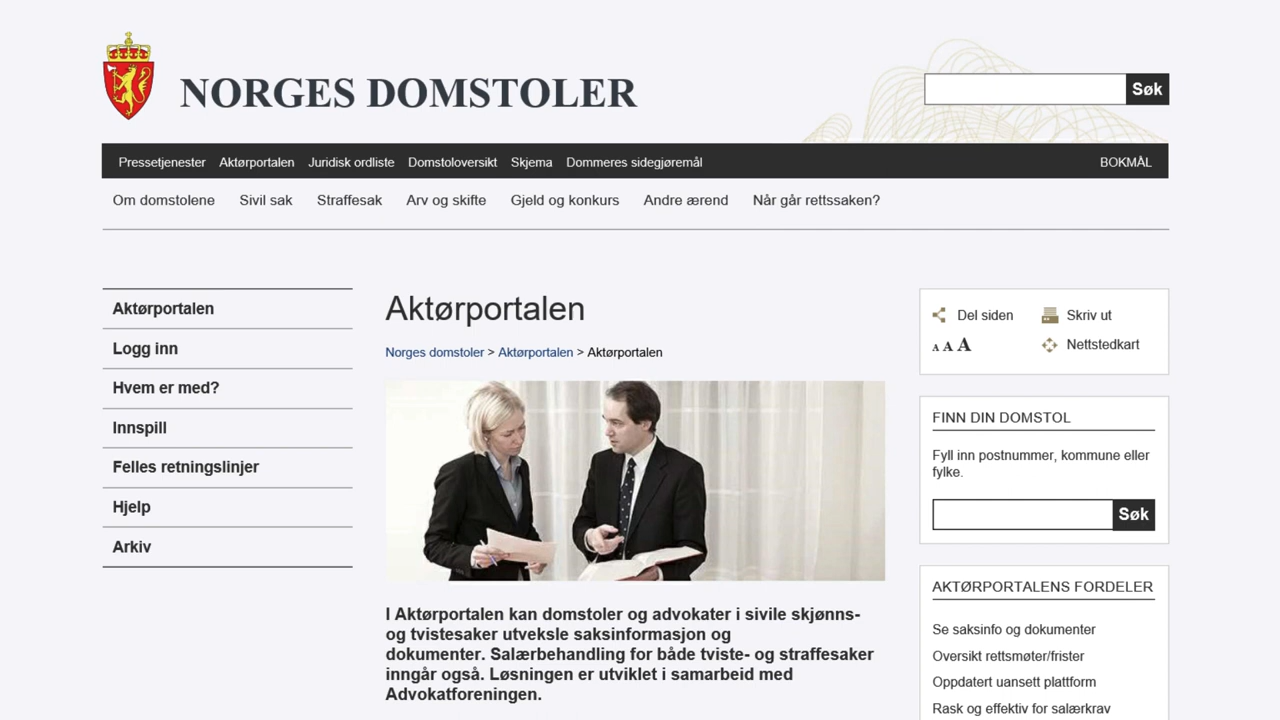 NORGES DOMSTOLER
Søk
Pressetjenester Aktørportalen Juridisk ordliste Domstoloversikt Skjema Dommeres sidegjøremål BOKMÅL
Om domstolene Sivil sak Straffesak Arv og skifte Gjeld og konkurs Andre ærend Når går rettssaken?
Aktørportalen
Logg inn
Hvem er med?
Innspill
Felles retningslinjer
Hjelp
Arkiv
Aktørportalen
Norges domstoler > Aktørportalen > Aktørportalen
I Aktørportalen kan domstoler og advokater i sivile skjønns-
og tvistesaker utveksle saksinformasjon og
dokumenter. Salærbehandling for både tviste- og straffesaker
inngår også. Løsningen er utviklet i samarbeid med
Advokatforeningen.
Del siden Skriv ut
A A A Nettstedkart
FINN DIN DOMSTOL
Fyll inn postnummer, kommune eller
fylke.
Søk
AKTØRPORTALENS FORDELER
Se saksinfo og dokumenter
Oversikt rettsmøter/frister
Oppdatert uansett plattform
Rask og effektiv for salærkrav